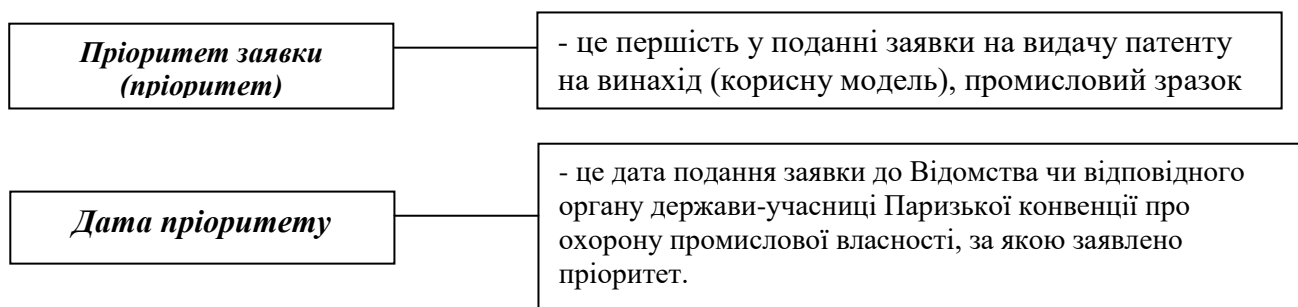 Пріоритет заявки
(пріоритет)
- це першість у поданні заявки на видачу патенту
на винахід (корисну модель), промисловий зразок
Дата пріоритету
- це дата подання заявки до Відомства чи відповідного
органу держави-учасниці Паризької конвенції про
охорону промислової власності, за якою заявлено
пріоритет.